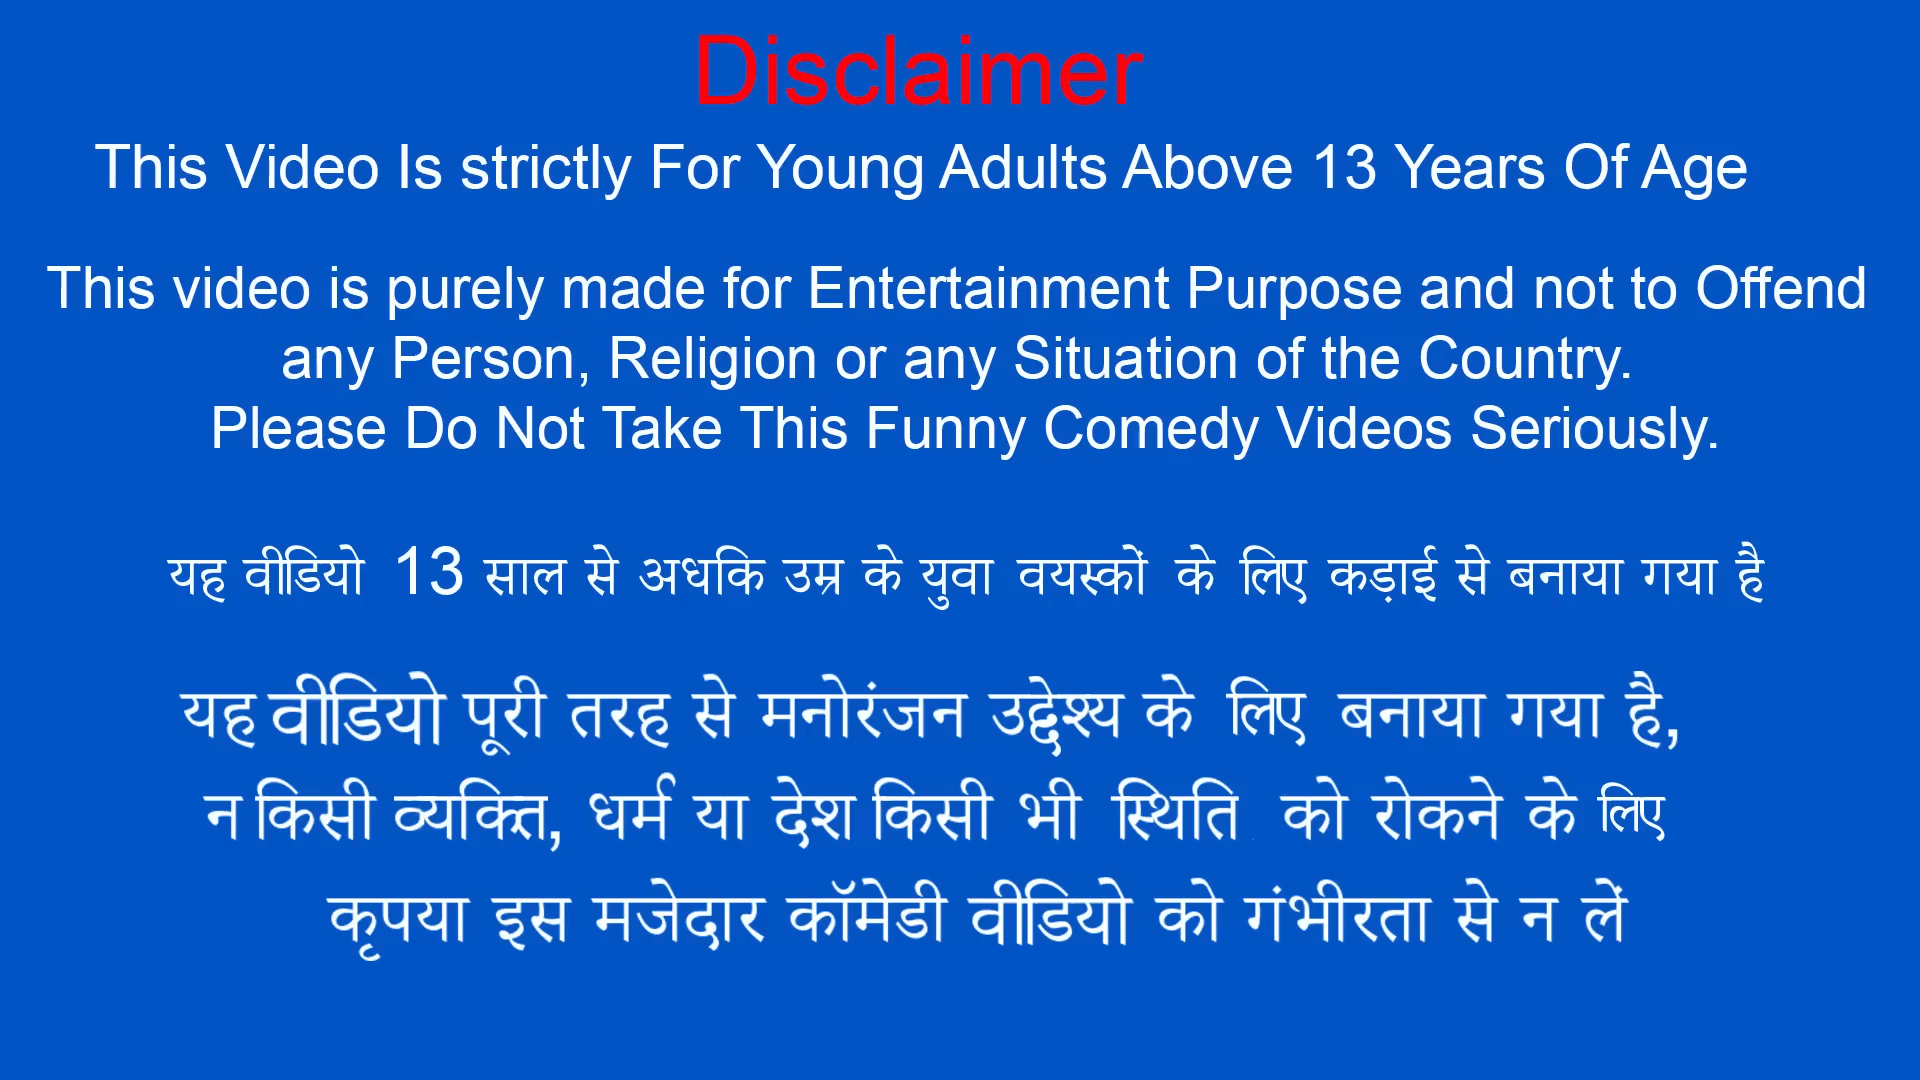 Disclaimer
This Video Is strictly For Young Adults Above 13 Years Of Age
This video is purely made for Entertainment Purpose and not to Offend
any Person, Religion or any Situation of the Country.
Please Do Not Take This Funny Comedy Videos Seriously.
यह वीडियो 13 साल से अधकि उम्र के युवा वयस्कों के लिए कड़ाई से बनाया गया है
यह वीडियो पूरी तरह से मनोरंजन उद्देश्य के लिए बनाया गया है,
न किसी व्यक्ति, धर्म या देश किसी भी स्थिति को रोकने के लिए
कृपया इस मजेदार कॉमेडी वीडियो को गंभीरता से न लें